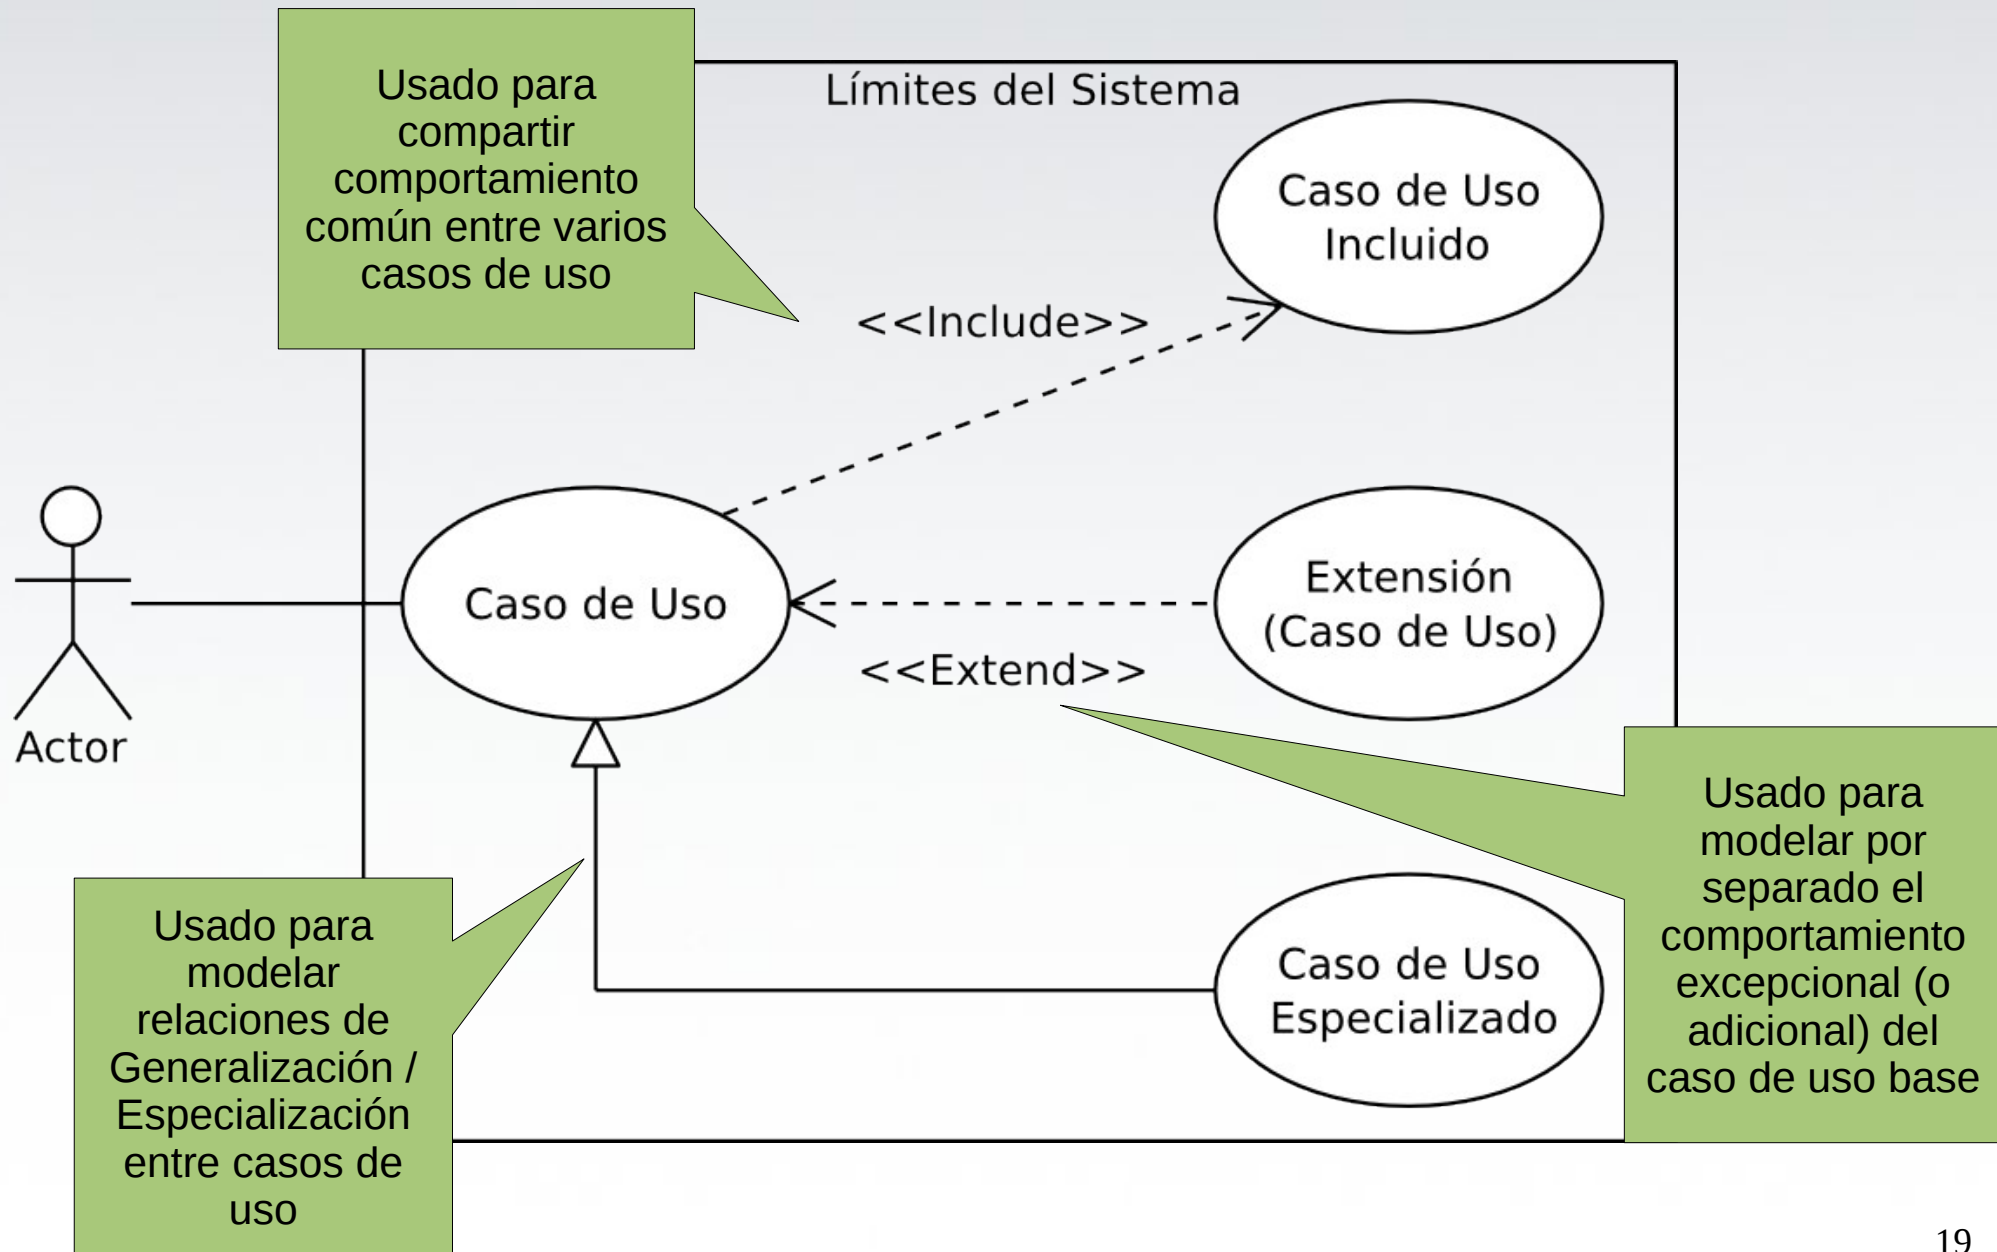 Usado para
compartir
comportamiento
común entre varios
casos de uso
Límites del Sistema
Caso de Uso
Incluido
<<Include>>
Caso de Uso
Extensión
(Caso de Uso)
<<Extend>>
Actor
Usado para
modelar por
separado el
comportamiento
excepcional (o
adicional) del
caso de uso base
Usado para
modelar
relaciones de
Generalización /
Especialización
entre casos de
uso
Caso de Uso
Especializado
19